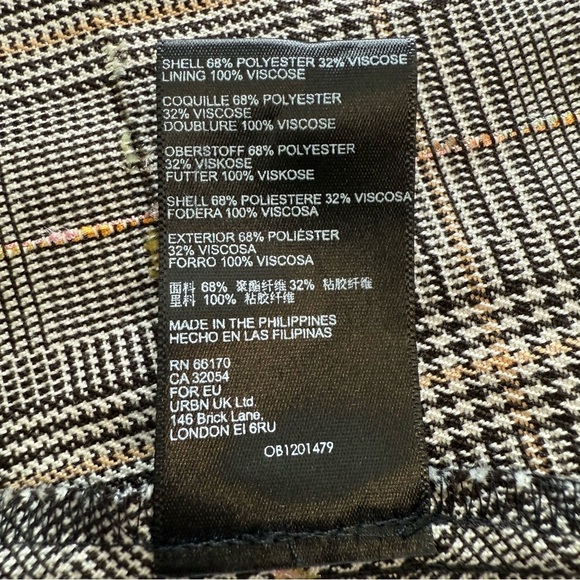 SHELL 68% POLYESTER 32% VISCOSE
LINING 100% VISCOSE
COQUILLE 68% POLYESTER
32% VISCOSE
DOUBLURE 100% VISCOSE
OBERSTOFF 68% POLYESTER
32% VISKOSE
FUTTER 100% VISKOSE
SHELL 68% POLIESTERE 32% VISCOSA
FODERA 100% VISCOSA
EXTERIOR 68% POLIÉSTER
32% VISCOSA
FORRO 100% VISCOSA
面料 68% 聚酯纤维 32% 粘胶纤维
里料 100% 粘胶纤维
MADE IN THE PHILIPPINES
HECHO EN LAS FILIPINAS
RN 66170
CA 32054
FOR EU
URBN UK Ltd.
146 Brick Lane,
LONDON EI 6RU
OB1201479